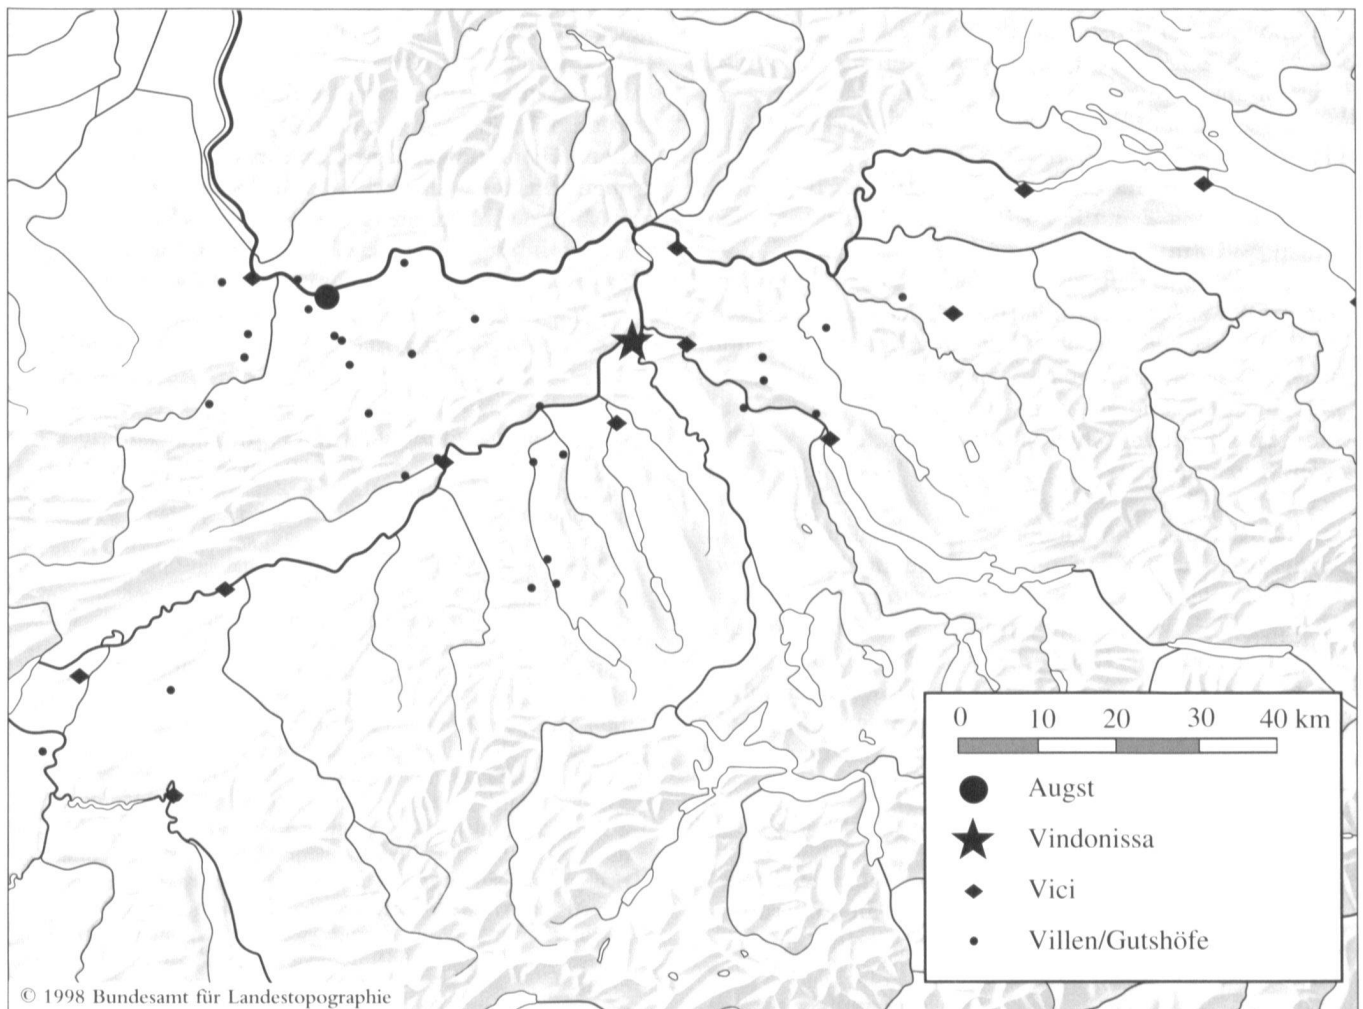 0 10 20 30 40 km
Augst
Vindonissa
Vici
Villen/Gutshöfe
© 1998 Bundesamt für Landestopographie